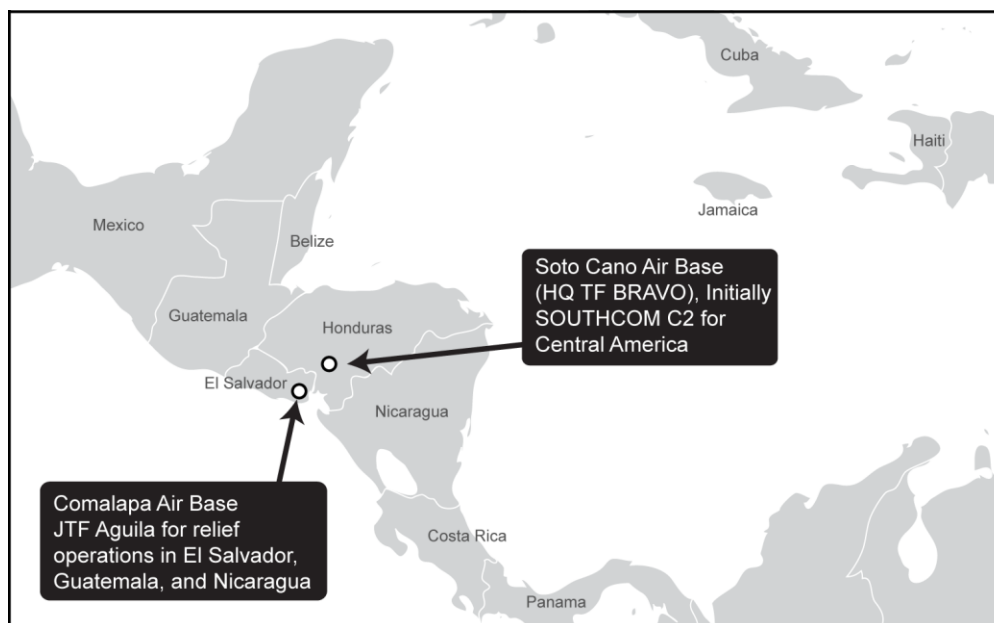 Cuba
Haiti
Jamaica
Mexico
Belize
Soto Cano Air Base
(HQ TF BRAVO), Initially
SOUTHCOM C2 for
Central America
Guatemala
Honduras
El Salvador
Nicaragua
Comalapa Air Base
JTF Aguila for relief
operations in El Salvador,
Guatemala, and Nicaragua
Costa Rica
Panama